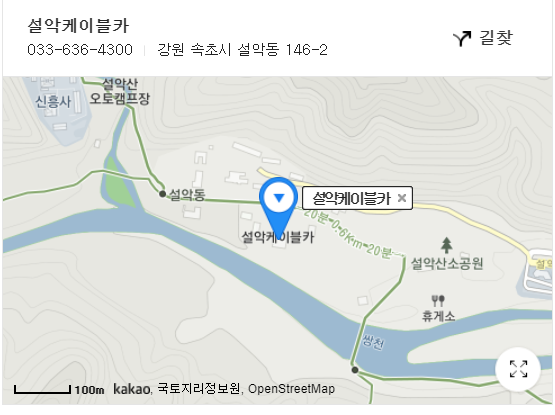 설악케이블카
033-636-4300 강원 속초시 설악동 146-2
길찾
설악산
오토캠프장
신흥사
설악동
설악케이블카
설악케이블카
20분-0.6Km-20분
설악산소공원
설악
휴게소
쌍천
100m kakao, 국토지리정보원, OpenStreetMap